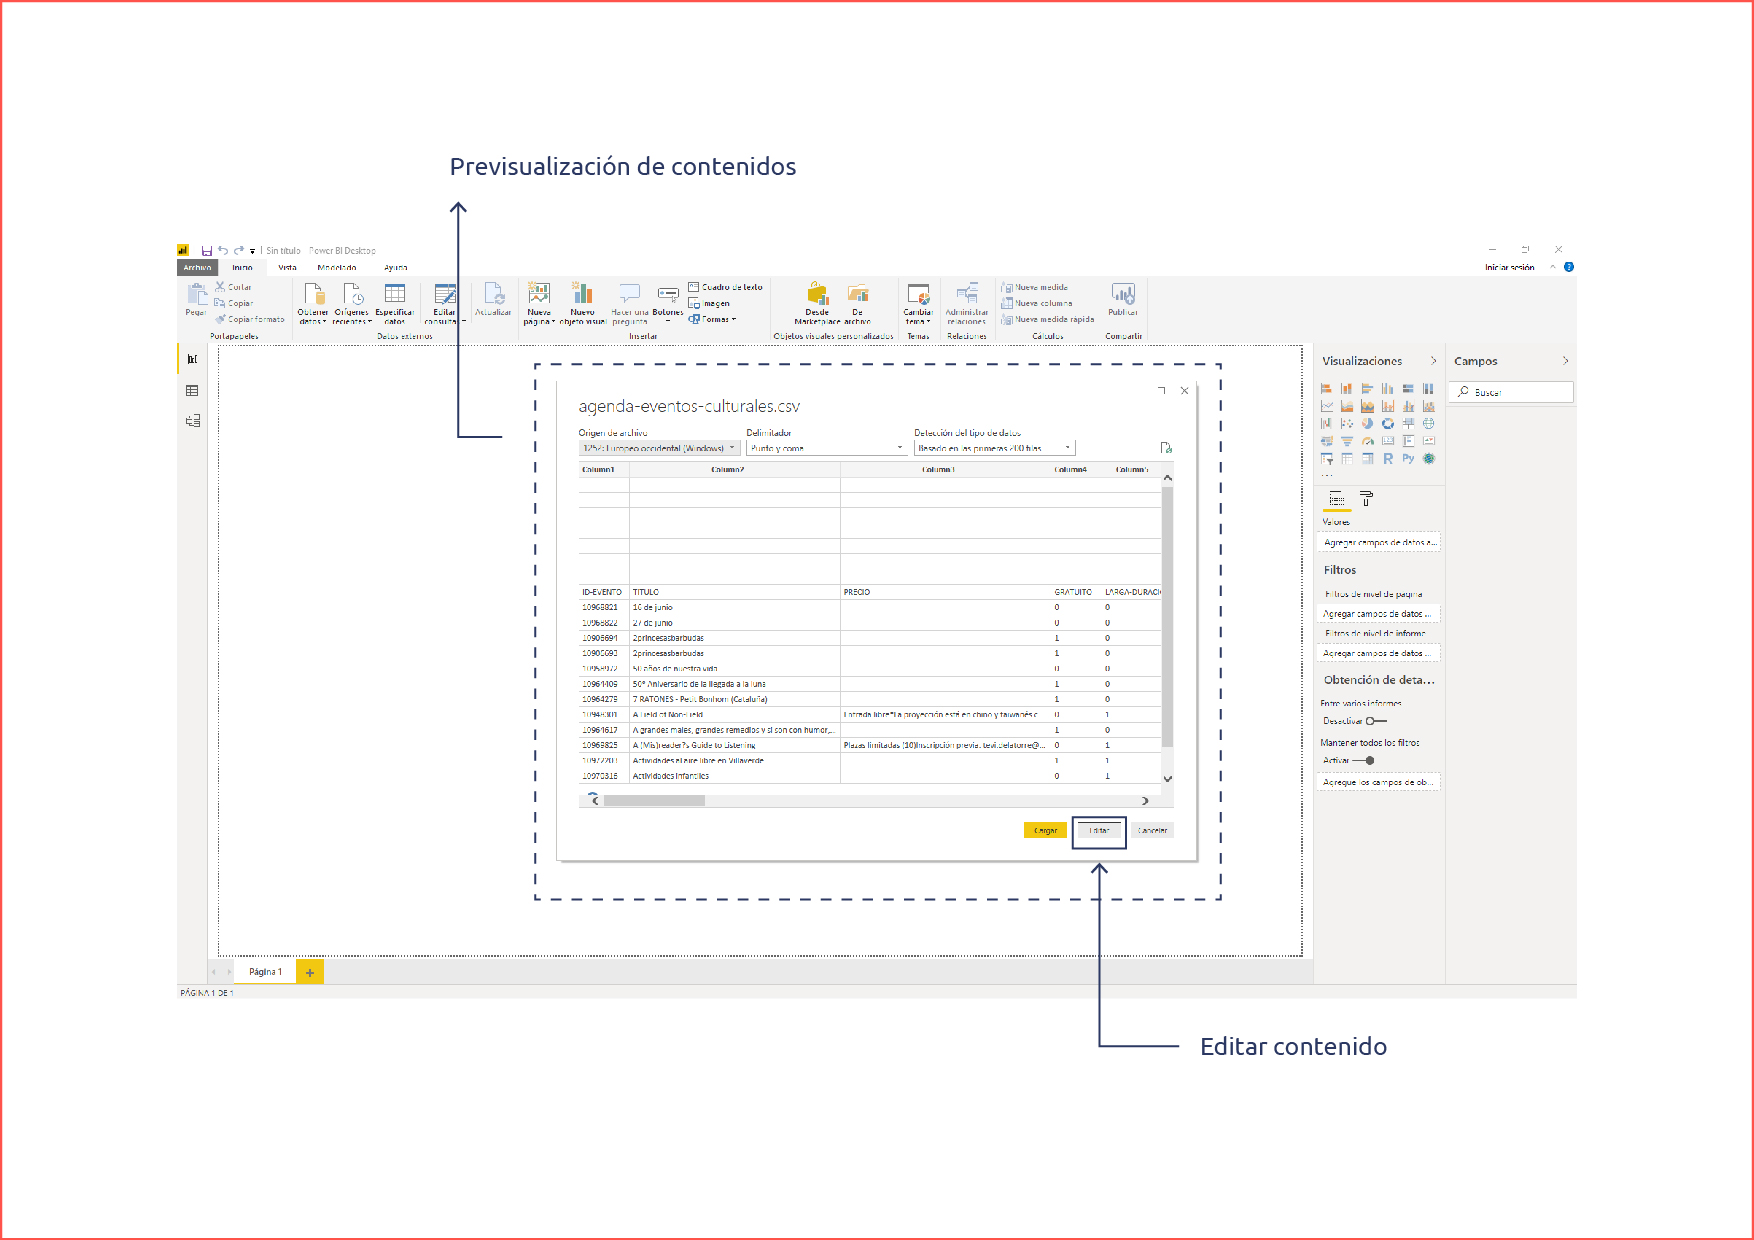 Previsualización de contenidos
Sin título - Power BI Desktop
Archivo Inicio Vista Modelado Ayuda Iniciar sesión
Pegar
Cortar
Copiar
Copiar formato
Portapapeles
Obtener datos
Orígenes recientes
Especificar datos
Editar consultas
Datos externos
Actualizar
Nueva página
Nuevo objeto visual
Hacer una pregunta
Botones
Cuadro de texto
Imagen
Formas
Insertar
Desde Marketplace
De archivo
Objetos visuales personalizados
Cambiar tema
Temas
Administrar relaciones
Relaciones
Nueva medida
Nueva columna
Nueva medida rápida
Cálculos
Publicar
Compartir
agenda-eventos-culturales.csv
Origen de archivo Delimitador Detección del tipo de datos
1252: Europeo occidental (Windows) Punto y coma Basado en las primeras 200 filas
Column1 Column2 Column3 Column4 Column5
ID-EVENTO TITULO PRECIO GRATUITO LARGA-DURACI
10968821 16 de junio 0 0
10968822 27 de junio 0 0
10906694 2princesasbarbudas 1 0
10906693 2princesasbarbudas 1 0
10958972 50 años de nuestra vida 0 0
10964409 50º Aniversario de la llegada a la luna 1 0
10964279 7 RATONES - Petit Bonhom (Cataluña) 1 0
10948301 A Field of Non-Field Entrada libre*La proyección está en chino y taiwanés c 0 1
10964617 A grandes males, grandes remedios y si son con humor,... 1 0
10969825 A (Mis)reader?s Guide to Listening Plazas limitadas (10)Inscripción previa: tevi.delatorre@... 0 1
10972203 Actividades al aire libre en Villaverde 1 1
10970316 Actividades infantiles 0 1
Cargar Editar Cancelar
Visualizaciones
Valores
Agregar campos de datos a...
Filtros
Filtros de nivel de página
Agregar campos de datos ...
Filtros de nivel de informe
Agregar campos de datos ...
Obtención de deta...
Entre varios informes
Desactivar
Mantener todos los filtros
Activar
Agregue los campos de ob...
Campos
Buscar
Página 1
PÁGINA 1 DE 1
Editar contenido